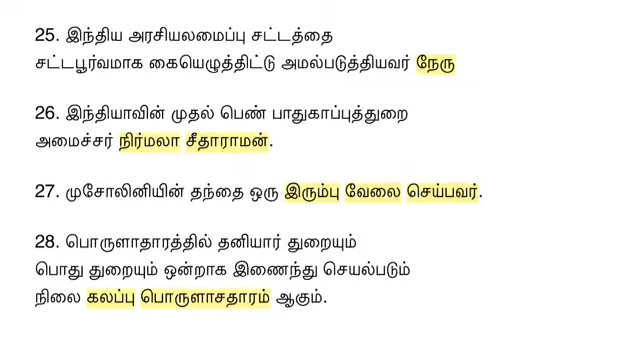 25. இந்திய அரசியலமைப்பு சட்டத்தை
சட்டபூர்வமாக கையெழுத்திட்டு அமல்படுத்தியவர் நேரு
26. இந்தியாவின் முதல் பெண் பாதுகாப்புத்துறை
அமைச்சர் நிர்மலா சீதாராமன்.
27. முசோலினியின் தந்தை ஒரு இரும்பு வேலை செய்பவர்.
28. பொருளாதாரத்தில் தனியார் துறையும்
பொது துறையும் ஒன்றாக இணைந்து செயல்படும்
நிலை கலப்பு பொருளாசதாரம் ஆகும்.